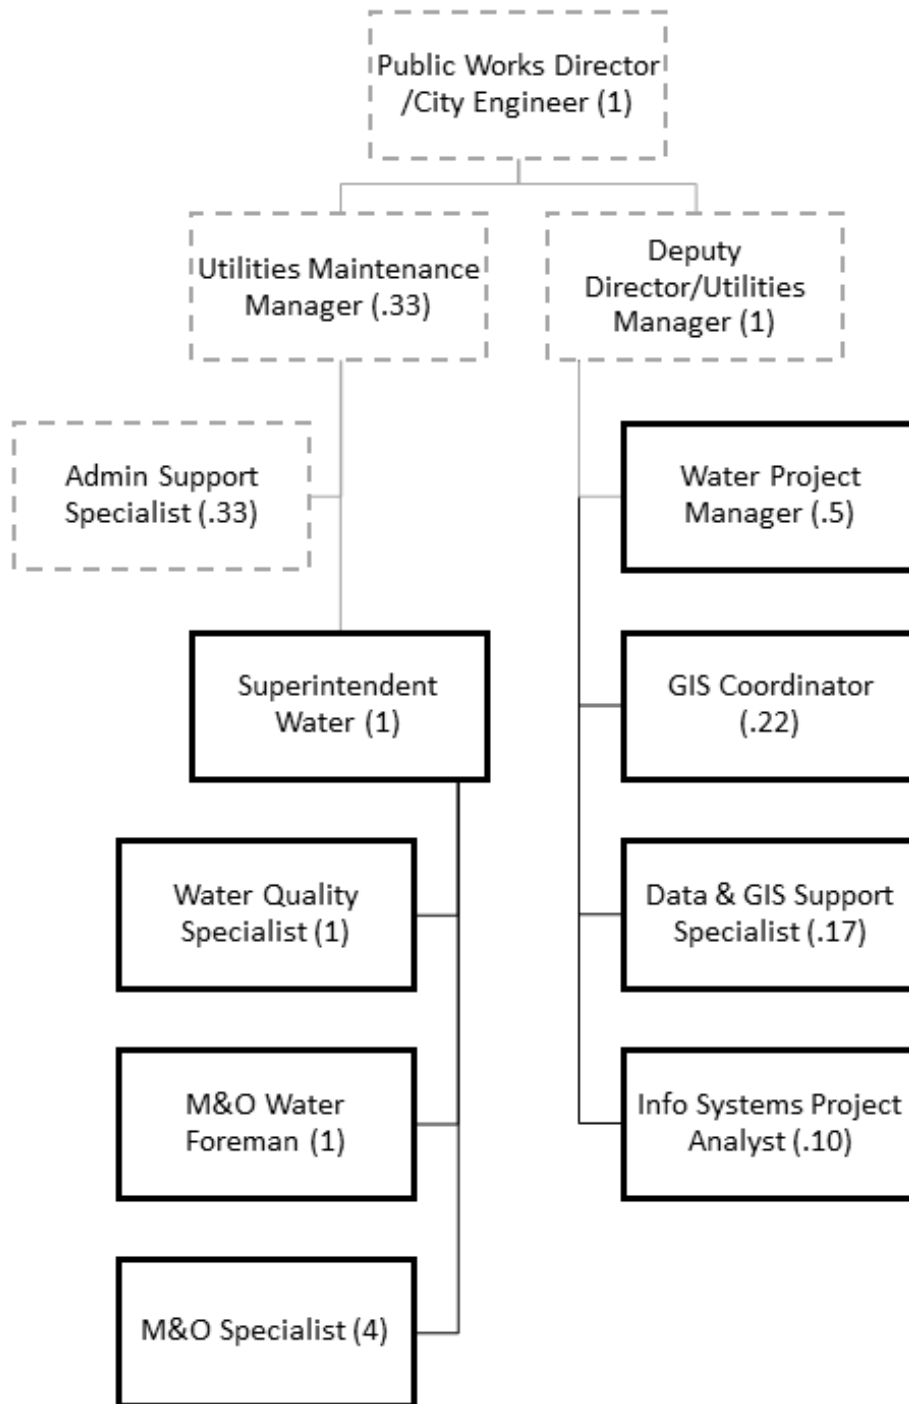 Public Works Director
/City Engineer (1)
Utilities Maintenance
Manager (.33)
Deputy
Director/Utilities
Manager (1)
Admin Support
Specialist (.33)
Water Project
Manager (.5)
Superintendent
Water (1)
GIS Coordinator
(.22)
Water Quality
Specialist (1)
Data & GIS Support
Specialist (.17)
M&O Water
Foreman (1)
Info Systems Project
Analyst (.10)
M&O Specialist (4)